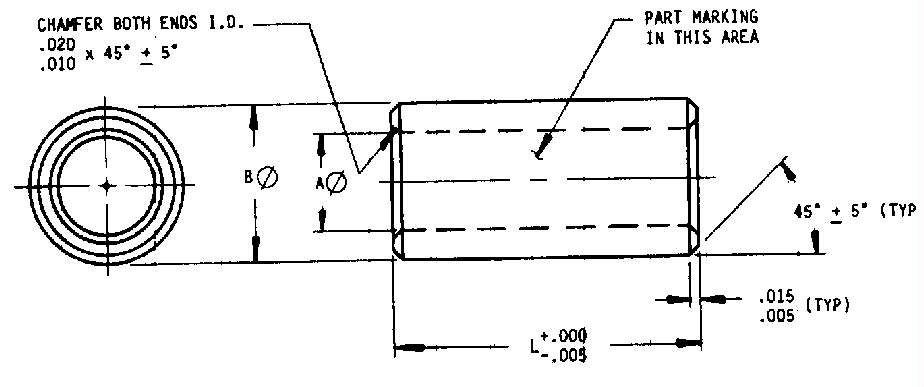 CHAMFER BOTH ENDS I.D.
.020
.010 x 45° ± 5°
PART MARKING
IN THIS AREA
B∅
A∅
45° ± 5° (TYP
.015
.005 (TYP)
L +.000
-.005